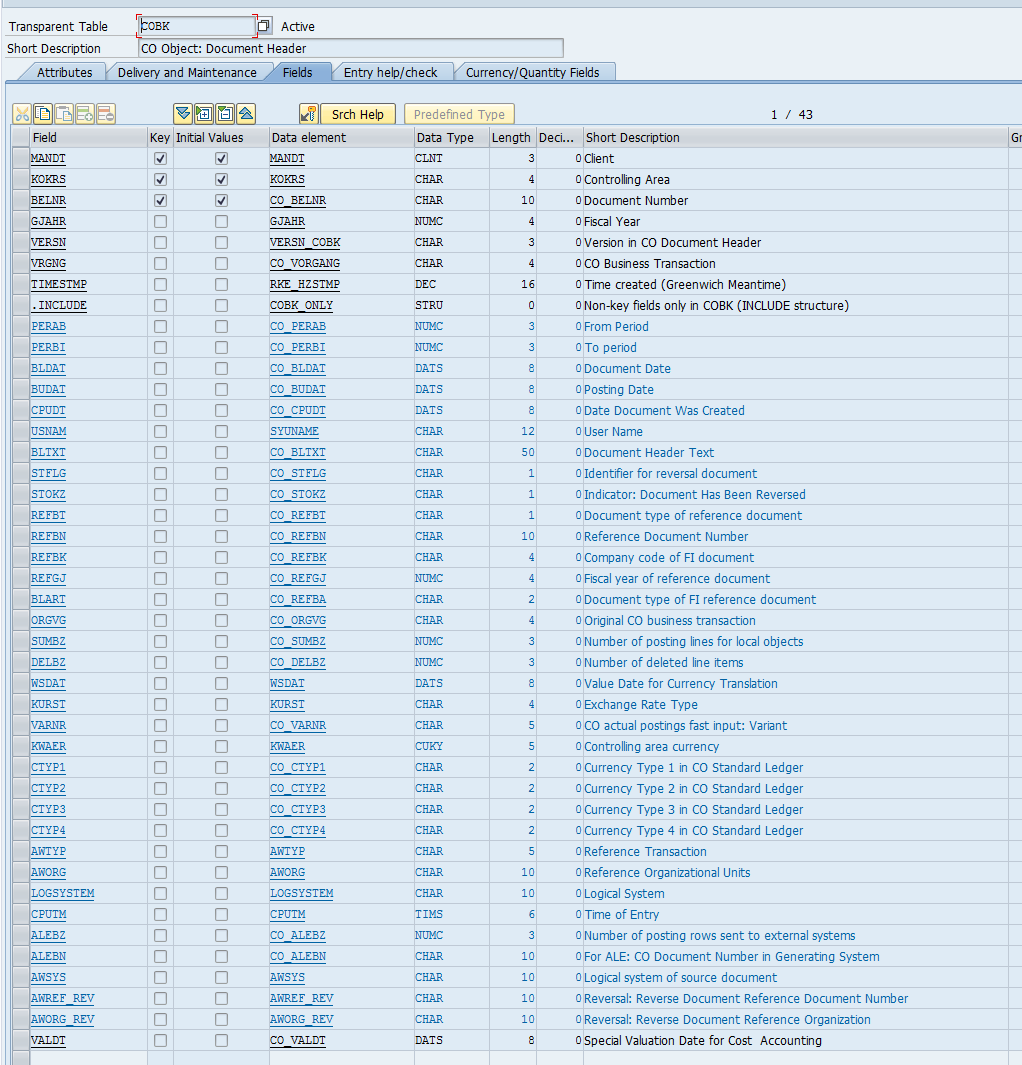 Transparent Table COBK Active
Short Description CO Object: Document Header
Attributes Delivery and Maintenance Fields Entry help/check Currency/Quantity Fields
Srch Help Predefined Type 1 / 43
Field Key Initial Values Data element Data Type Length Deci... Short Description Gr
MANDT MANDT CLNT 3 0 Client
KOKRS KOKRS CHAR 4 0 Controlling Area
BELNR CO_BELNR CHAR 10 0 Document Number
GJAHR GJAHR NUMC 4 0 Fiscal Year
VERSN VERSN_COBK CHAR 3 0 Version in CO Document Header
VRGNG CO_VORGANG CHAR 4 0 CO Business Transaction
TIMESTMP RKE_HZSTMP DEC 16 0 Time created (Greenwich Meantime)
.INCLUDE COBK_ONLY STRU 0 0 Non-key fields only in COBK (INCLUDE structure)
PERAB CO_PERAB NUMC 3 0 From Period
PERBI CO_PERBI NUMC 3 0 To period
BLDAT CO_BLDAT DATS 8 0 Document Date
BUDAT CO_BUDAT DATS 8 0 Posting Date
CPUDT CO_CPUDT DATS 8 0 Date Document Was Created
USNAM SYUNAME CHAR 12 0 User Name
BLTXT CO_BLTXT CHAR 50 0 Document Header Text
STFLG CO_STFLG CHAR 1 0 Identifier for reversal document
STOKZ CO_STOKZ CHAR 1 0 Indicator: Document Has Been Reversed
REFBT CO_REFBT CHAR 1 0 Document type of reference document
REFBN CO_REFBN CHAR 10 0 Reference Document Number
REFBK CO_REFBK CHAR 4 0 Company code of FI document
REFGJ CO_REFGJ NUMC 4 0 Fiscal year of reference document
BLART CO_REFBA CHAR 2 0 Document type of FI reference document
ORGVG CO_ORGVG CHAR 4 0 Original CO business transaction
SUMBZ CO_SUMBZ NUMC 3 0 Number of posting lines for local objects
DELBZ CO_DELBZ NUMC 3 0 Number of deleted line items
WSDAT WSDAT DATS 8 0 Value Date for Currency Translation
KURST KURST CHAR 4 0 Exchange Rate Type
VARNR CO_VARNR CHAR 5 0 CO actual postings fast input: Variant
KWAER KWAER CUKY 5 0 Controlling area currency
CTYP1 CO_CTYP1 CHAR 2 0 Currency Type 1 in CO Standard Ledger
CTYP2 CO_CTYP2 CHAR 2 0 Currency Type 2 in CO Standard Ledger
CTYP3 CO_CTYP3 CHAR 2 0 Currency Type 3 in CO Standard Ledger
CTYP4 CO_CTYP4 CHAR 2 0 Currency Type 4 in CO Standard Ledger
AWTYP AWTYP CHAR 5 0 Reference Transaction
AWORG AWORG CHAR 10 0 Reference Organizational Units
LOGSYSTEM LOGSYSTEM CHAR 10 0 Logical System
CPUTM CPUTM TIMS 6 0 Time of Entry
ALEBZ CO_ALEBZ NUMC 3 0 Number of posting rows sent to external systems
ALEBN CO_ALEBN CHAR 10 0 For ALE: CO Document Number in Generating System
AWSYS AWSYS CHAR 10 0 Logical system of source document
AWREF_REV AWREF_REV CHAR 10 0 Reversal: Reverse Document Reference Document Number
AWORG_REV AWORG_REV CHAR 10 0 Reversal: Reverse Document Reference Organization
VALDT CO_VALDT DATS 8 0 Special Valuation Date for Cost  Accounting